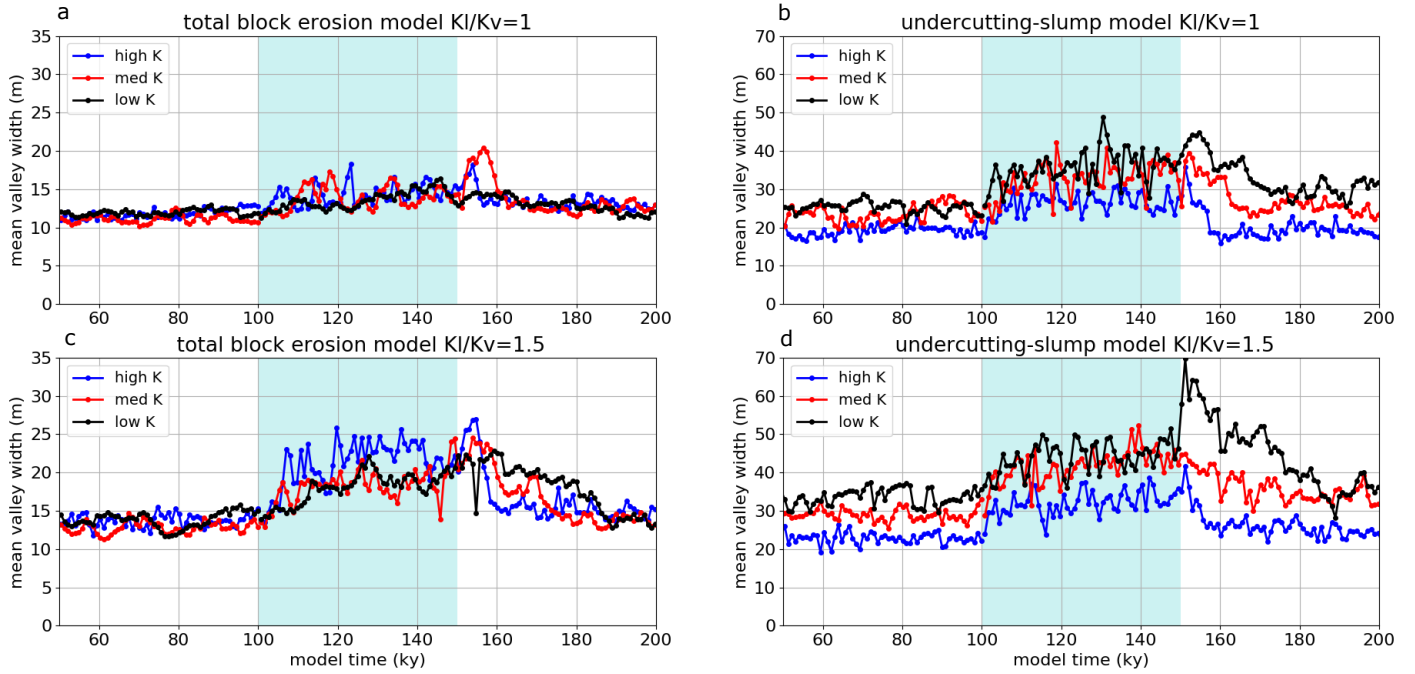 a
total block erosion model Kl/Kv=1
mean valley width (m)
35
30
25
20
15
10
5
0
high K
med K
low K
60 80 100 120 140 160 180 200
b
undercutting-slump model Kl/Kv=1
mean valley width (m)
70
60
50
40
30
20
10
0
high K
med K
low K
60 80 100 120 140 160 180 200
c
total block erosion model Kl/Kv=1.5
mean valley width (m)
35
30
25
20
15
10
5
0
high K
med K
low K
60 80 100 120 140 160 180 200
model time (ky)
d
undercutting-slump model Kl/Kv=1.5
mean valley width (m)
70
60
50
40
30
20
10
0
high K
med K
low K
60 80 100 120 140 160 180 200
model time (ky)